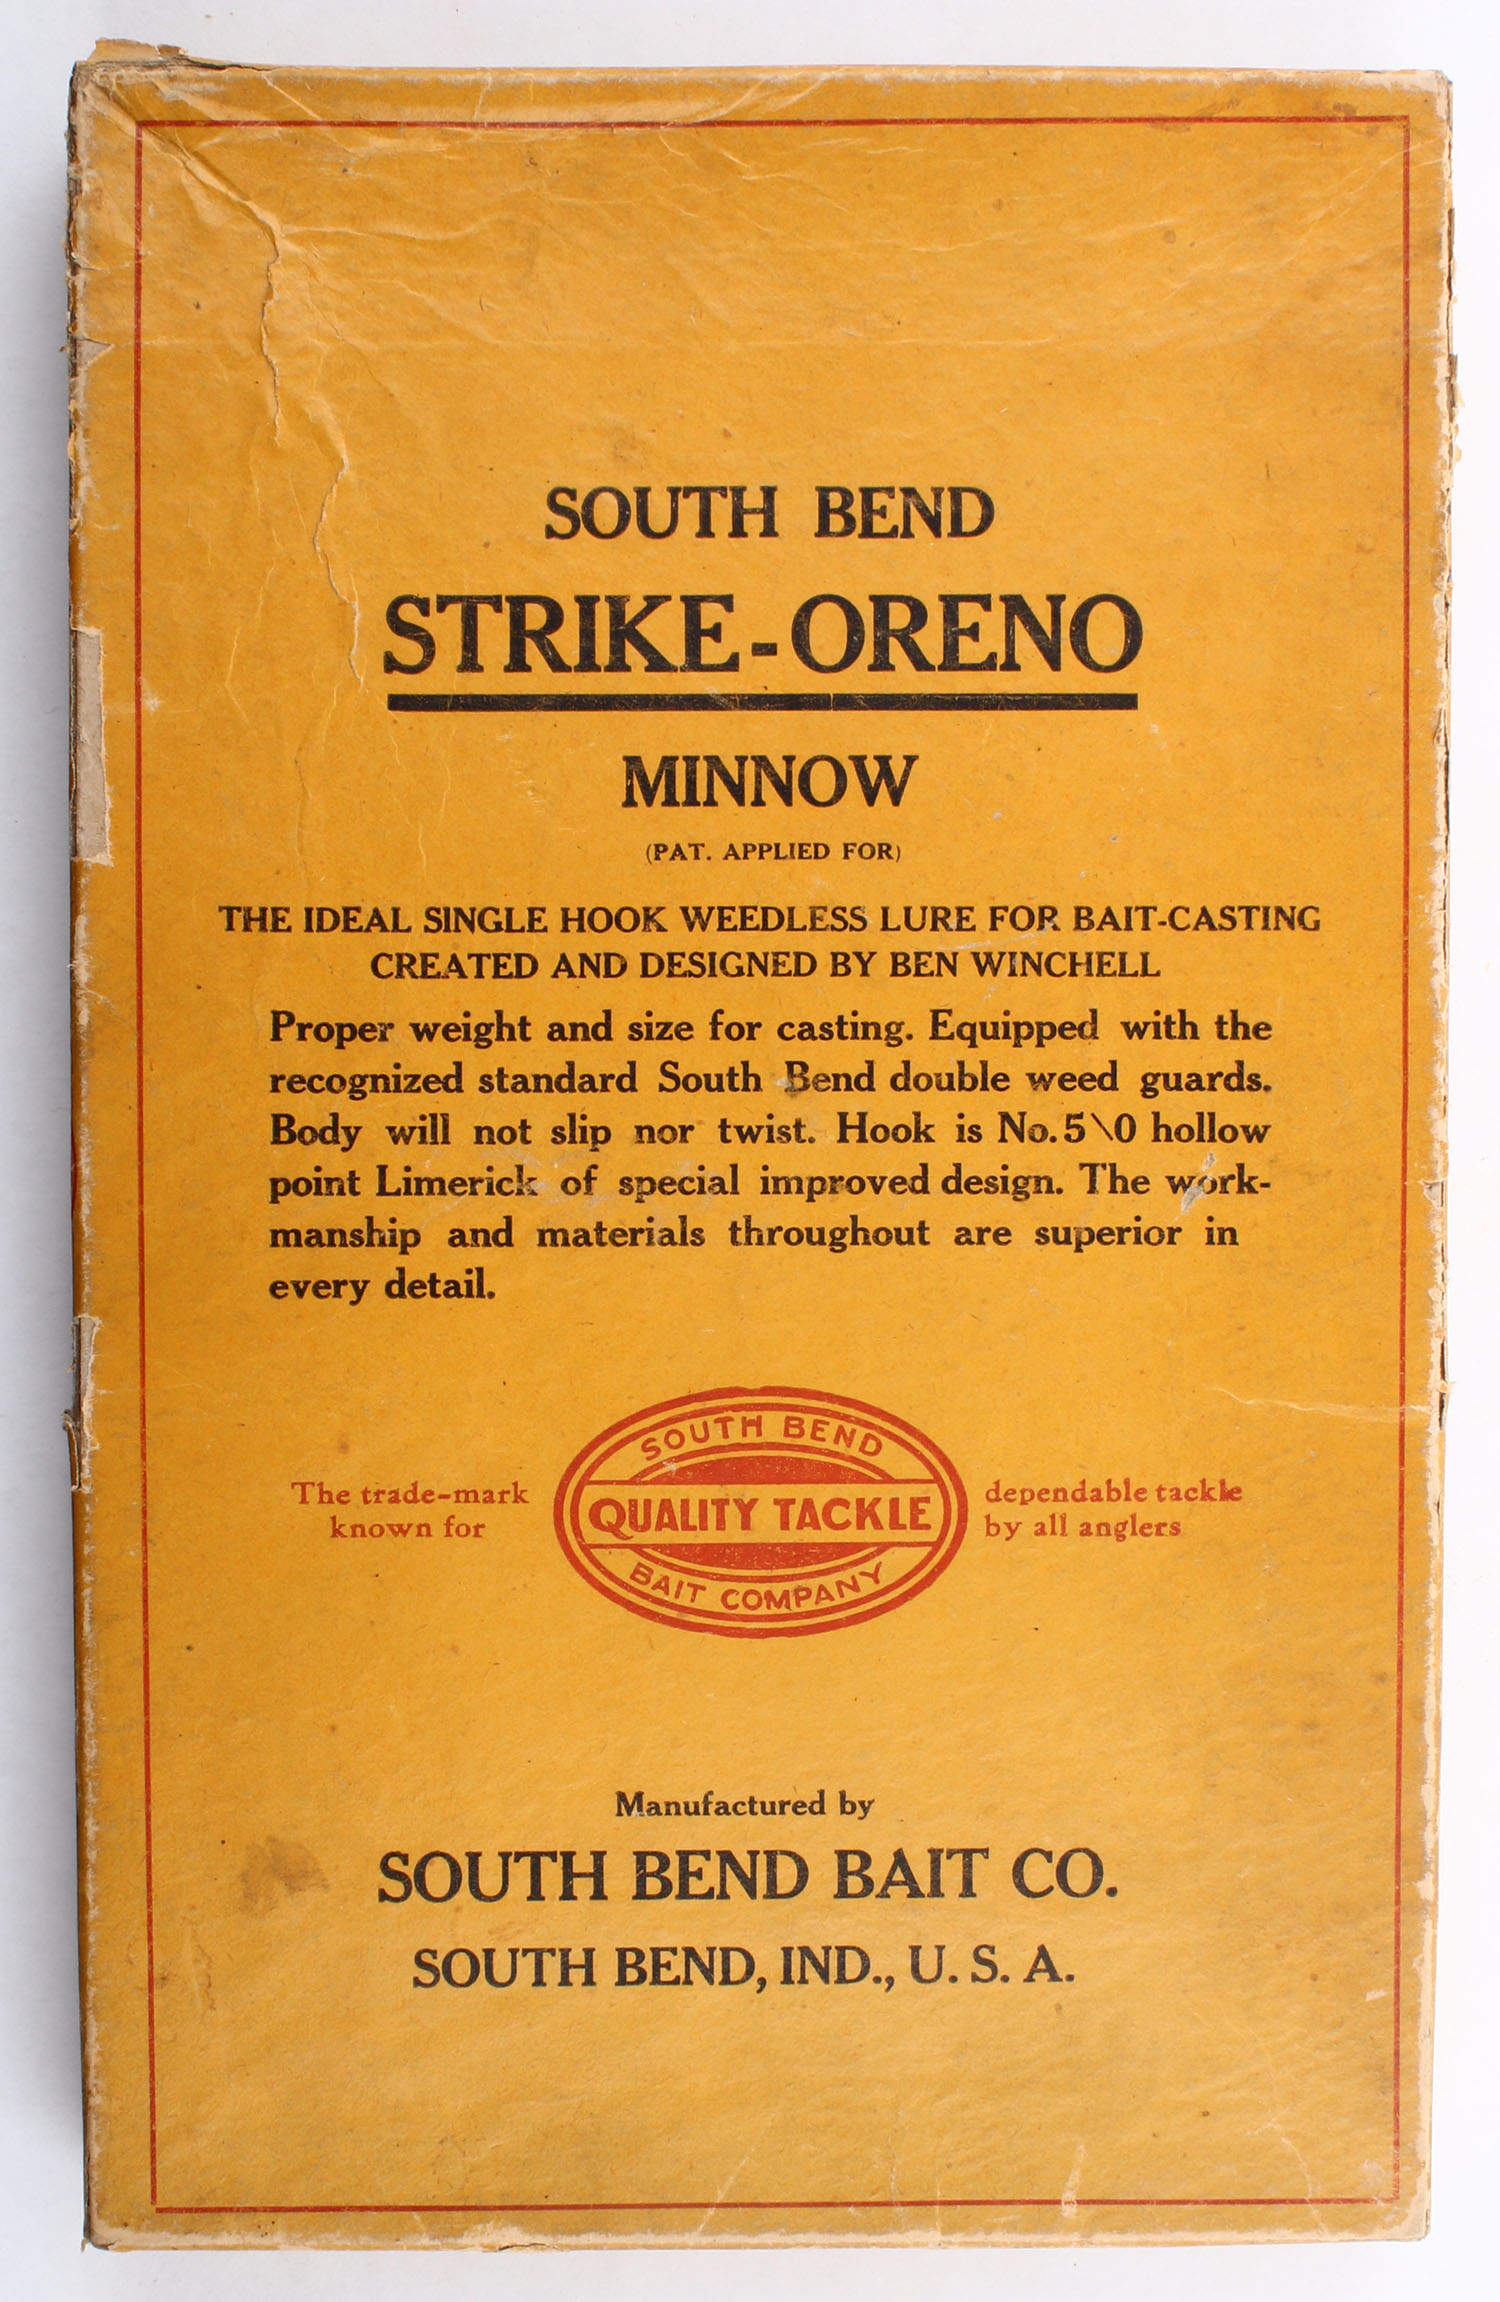 SOUTH BEND
STRIKE-ORENO
MINNOW
(PAT. APPLIED FOR)
THE IDEAL SINGLE HOOK WEEDLESS LURE FOR BAIT-CASTING
CREATED AND DESIGNED BY BEN WINCHELL
Proper weight and size for casting. Equipped with the
recognized standard South Bend double weed guards.
Body will not slip nor twist. Hook is No. 5\0 hollow
point Limerick of special improved design. The work-
manship and materials throughout are superior in
every detail.
The trade-mark
known for
SOUTH BEND
QUALITY TACKLE
BAIT COMPANY
dependable tackle
by all anglers
Manufactured by
SOUTH BEND BAIT CO.
SOUTH BEND, IND., U. S. A.